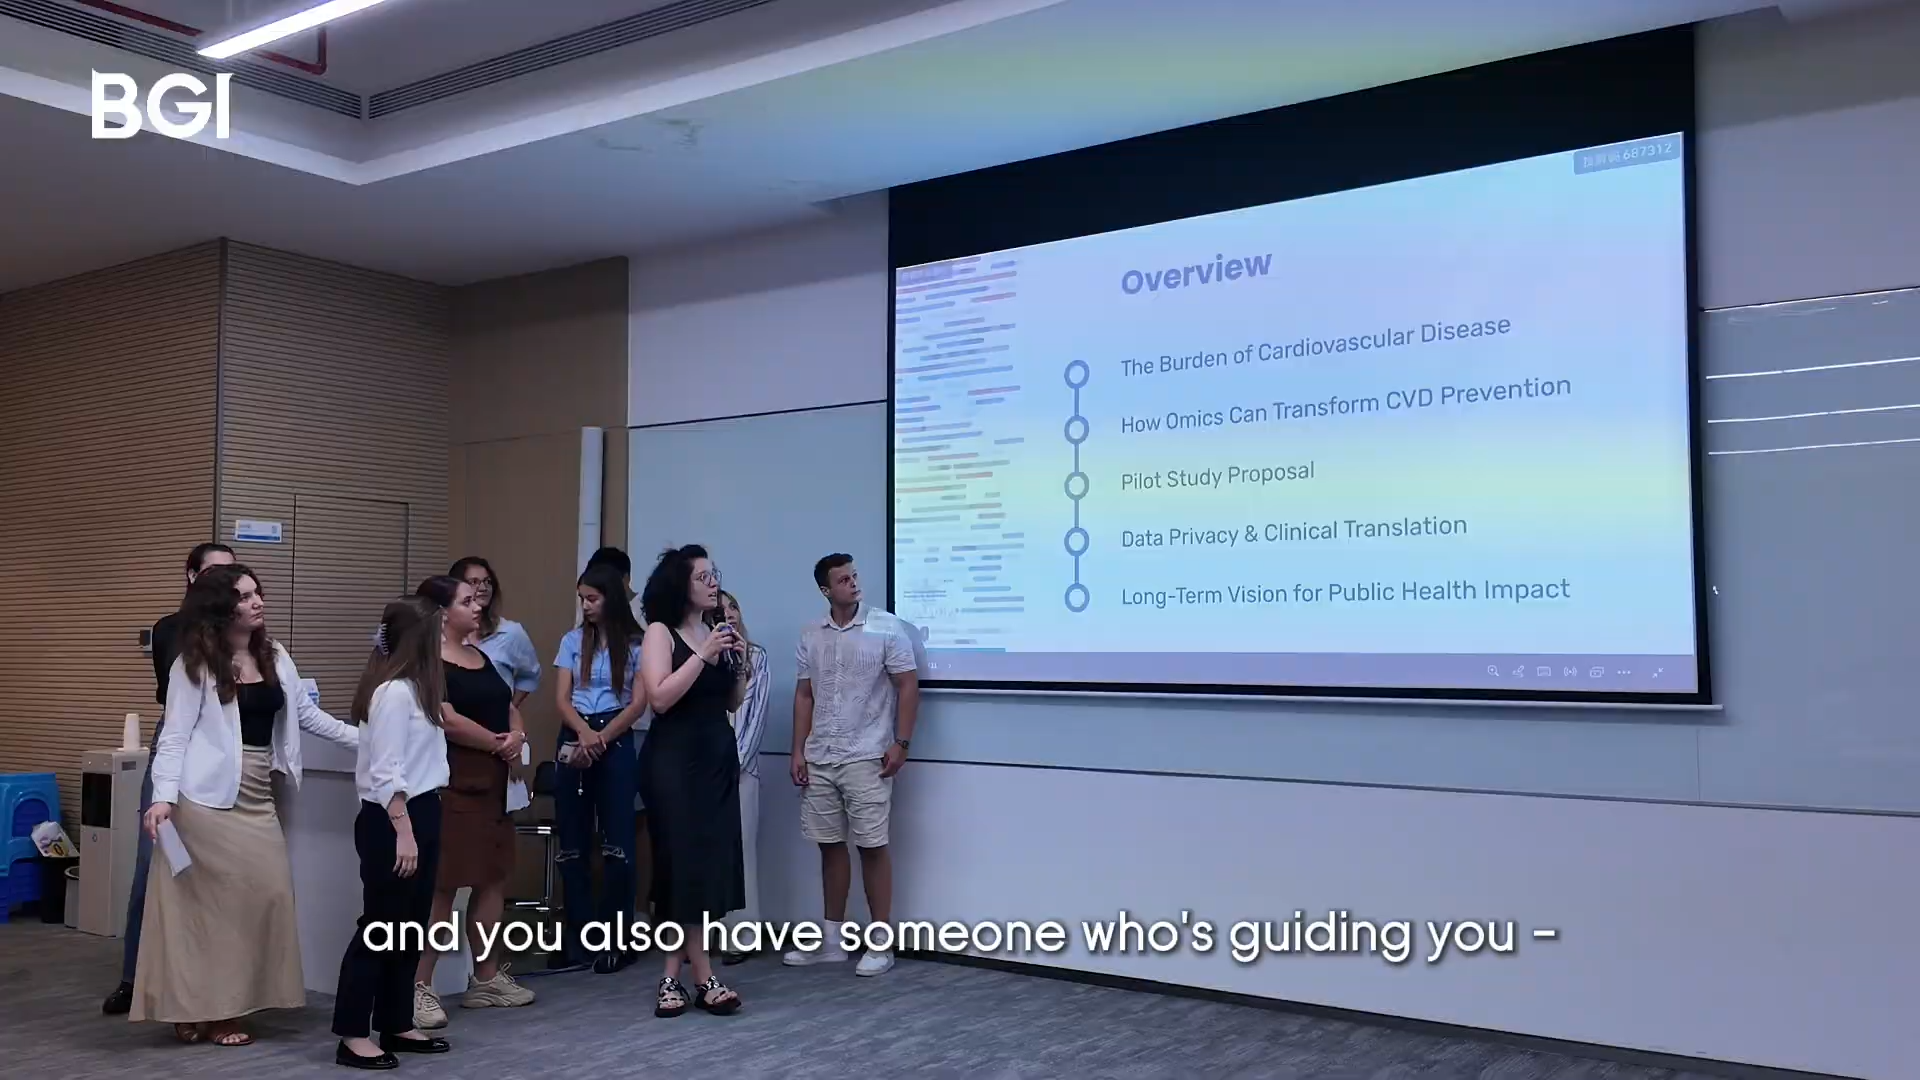 BGI
687312
Overview
The Burden of Cardiovascular Disease
How Omics Can Transform CVD Prevention
Pilot Study Proposal
Data Privacy & Clinical Translation
Long-Term Vision for Public Health Impact
and you also have someone who's guiding you -